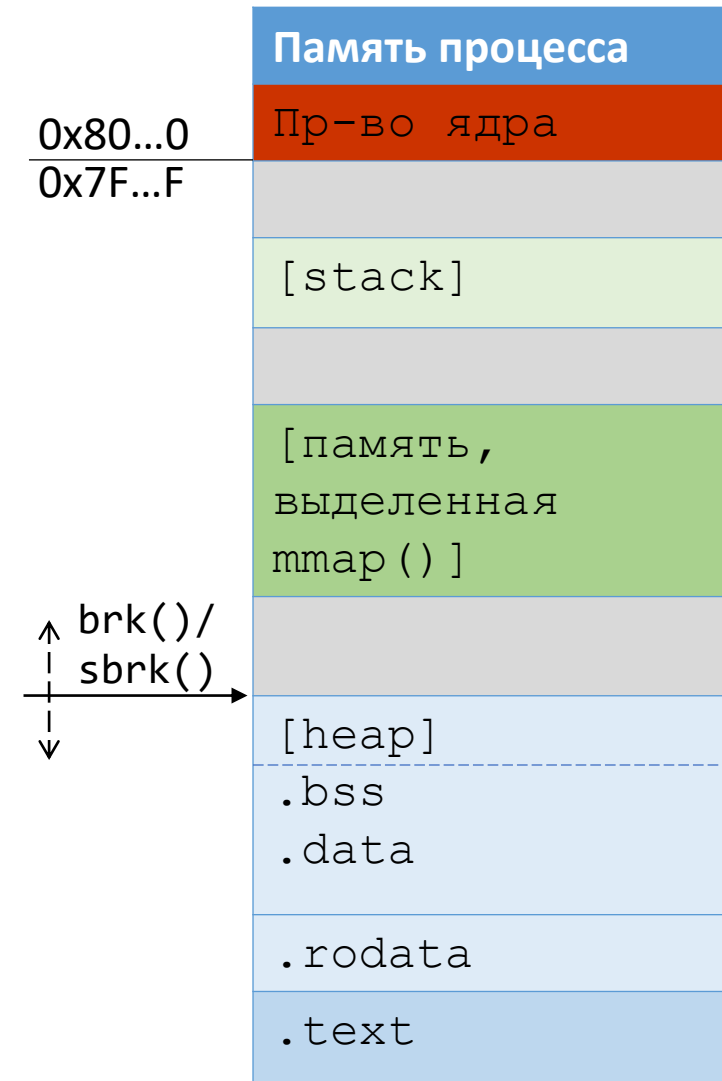 Память процесса
Пр-во ядра
0x80…0
0x7F…F
[stack]
[память,
выделенная
mmap()]
brk()/
sbrk()
[heap]
.bss
.data
.rodata
.text